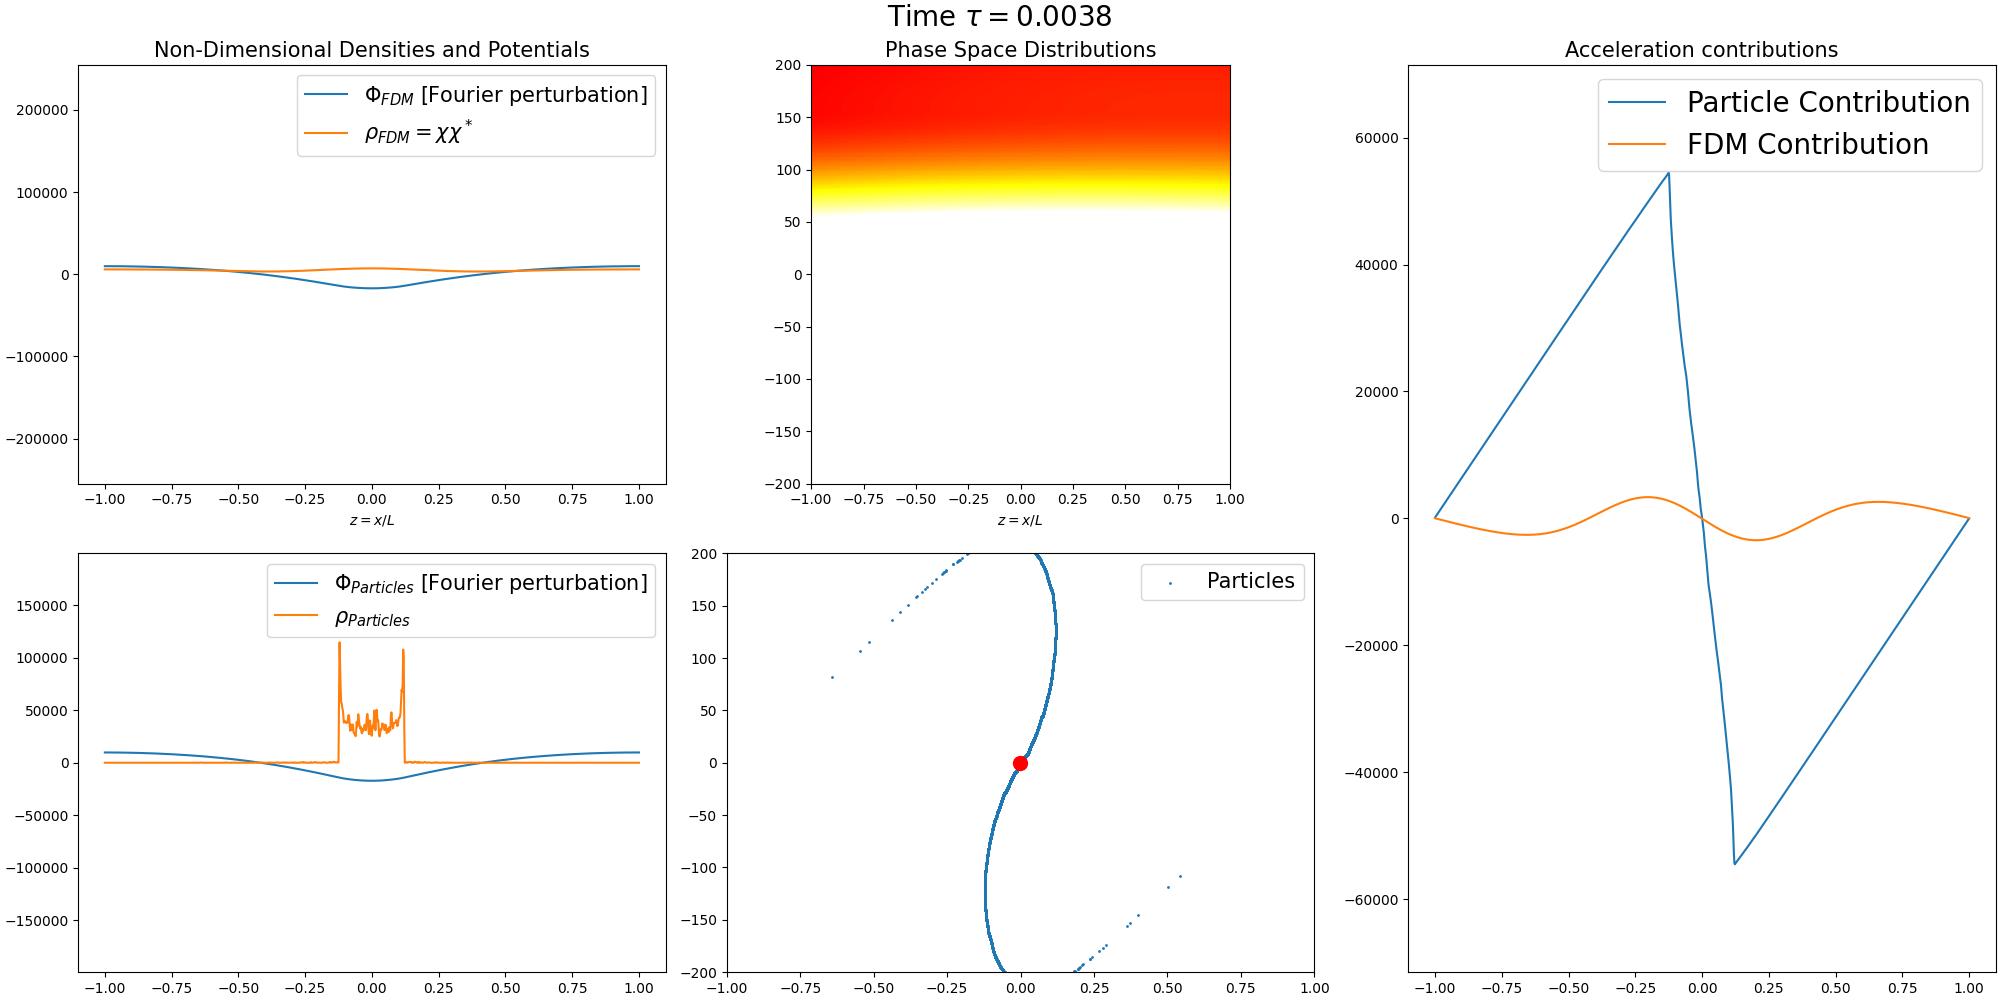 Time τ = 0.0038
Non-Dimensional Densities and Potentials
Φ_FDM [Fourier perturbation]
ρ_FDM = χχ*
200000
100000
0
−100000
−200000
−1.00 −0.75 −0.50 −0.25 0.00 0.25 0.50 0.75 1.00
z = x/L
Phase Space Distributions
200
150
100
50
0
−50
−100
−150
−200
−1.00 −0.75 −0.50 −0.25 0.00 0.25 0.50 0.75 1.00
z = x/L
Φ_Particles [Fourier perturbation]
ρ_Particles
150000
100000
50000
0
−50000
−100000
−150000
−1.00 −0.75 −0.50 −0.25 0.00 0.25 0.50 0.75 1.00
Particles
200
150
100
50
0
−50
−100
−150
−200
−1.00 −0.75 −0.50 −0.25 0.00 0.25 0.50 0.75 1.00
Acceleration contributions
Particle Contribution
FDM Contribution
60000
40000
20000
0
−20000
−40000
−60000
−1.00 −0.75 −0.50 −0.25 0.00 0.25 0.50 0.75 1.00